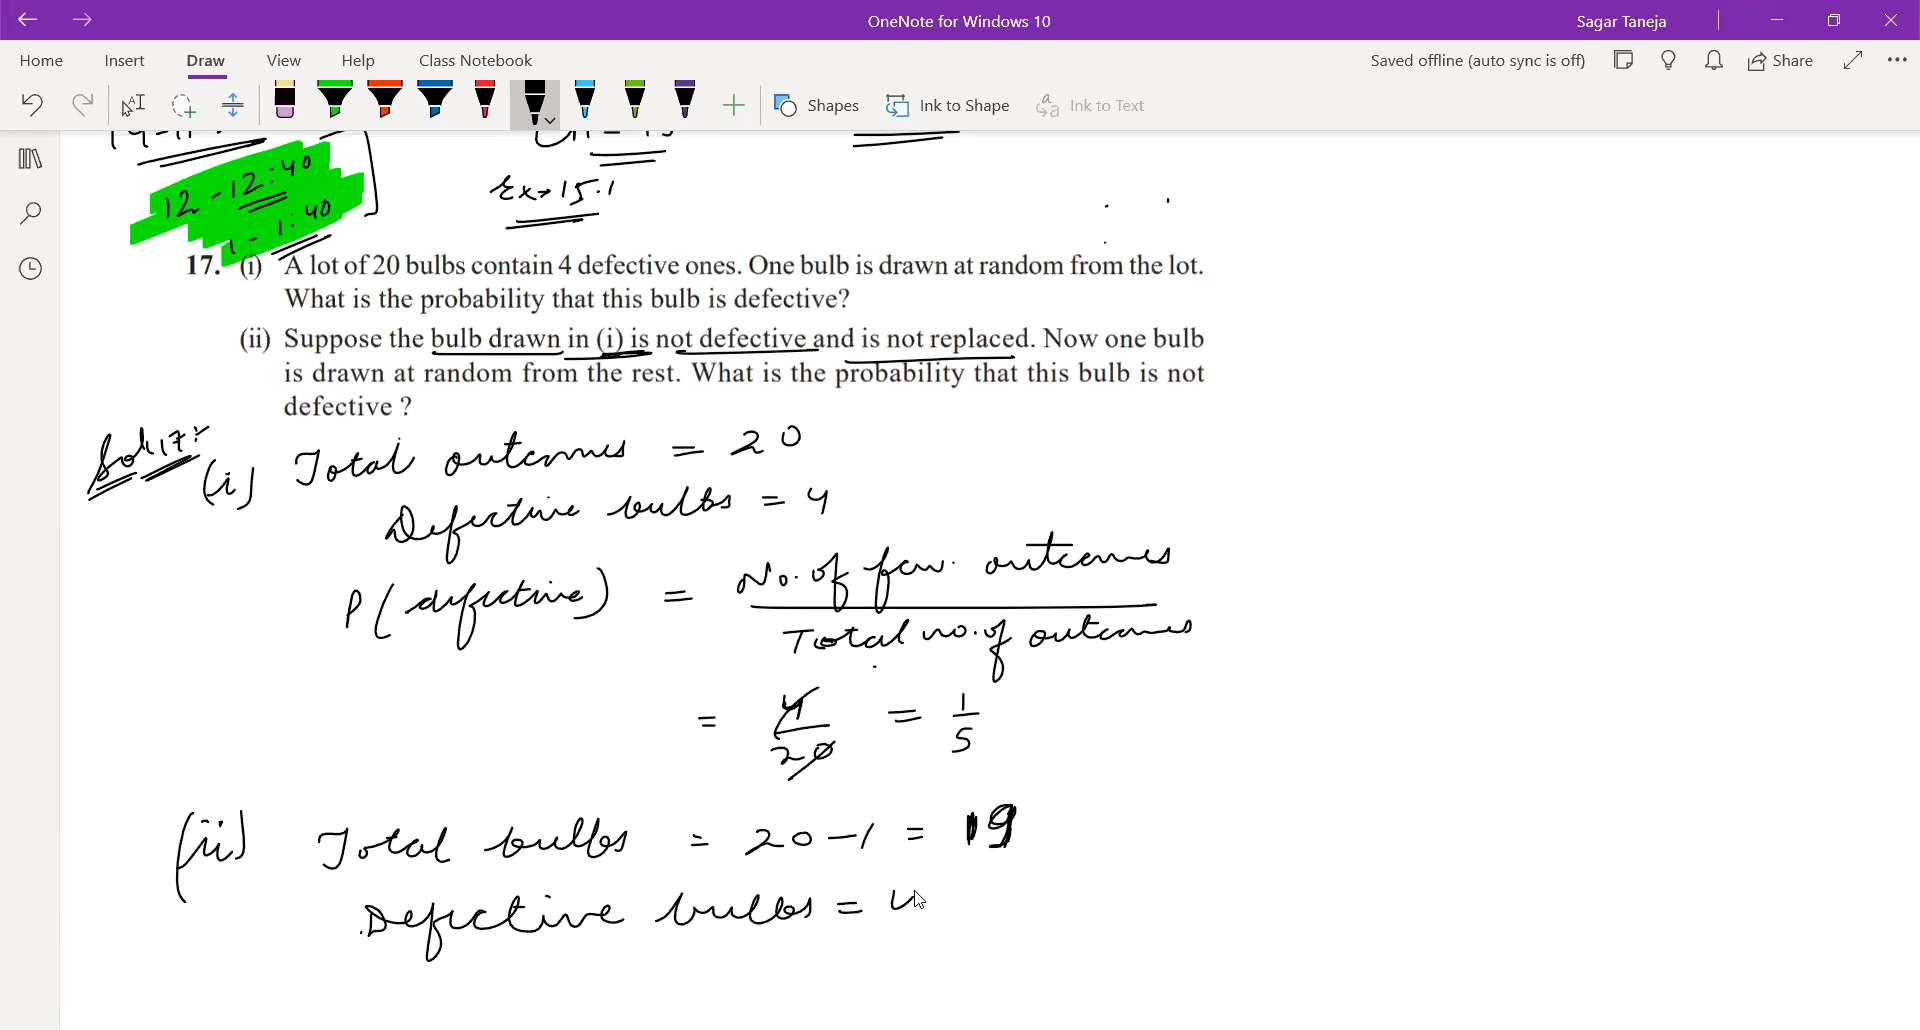 OneNote for Windows 10
Sagar Taneja
Home Insert Draw View Help Class Notebook
Saved offline (auto sync is off) Share
Shapes Ink to Shape Ink to Text
12 - 12:40
1 - 1:40
Ex→ 15.1
17. (i) A lot of 20 bulbs contain 4 defective ones. One bulb is drawn at random from the lot.
What is the probability that this bulb is defective?
(ii) Suppose the bulb drawn in (i) is not defective and is not replaced. Now one bulb
is drawn at random from the rest. What is the probability that this bulb is not
defective ?
Sol 17:-
(i) Total outcomes = 20
Defective bulbs = 4
P(defective) = No. of fav. outcomes
Total no. of outcomes
= 4/20 = 1/5
(ii) Total bulbs = 20 - 1 = 19
Defective bulbs = 4